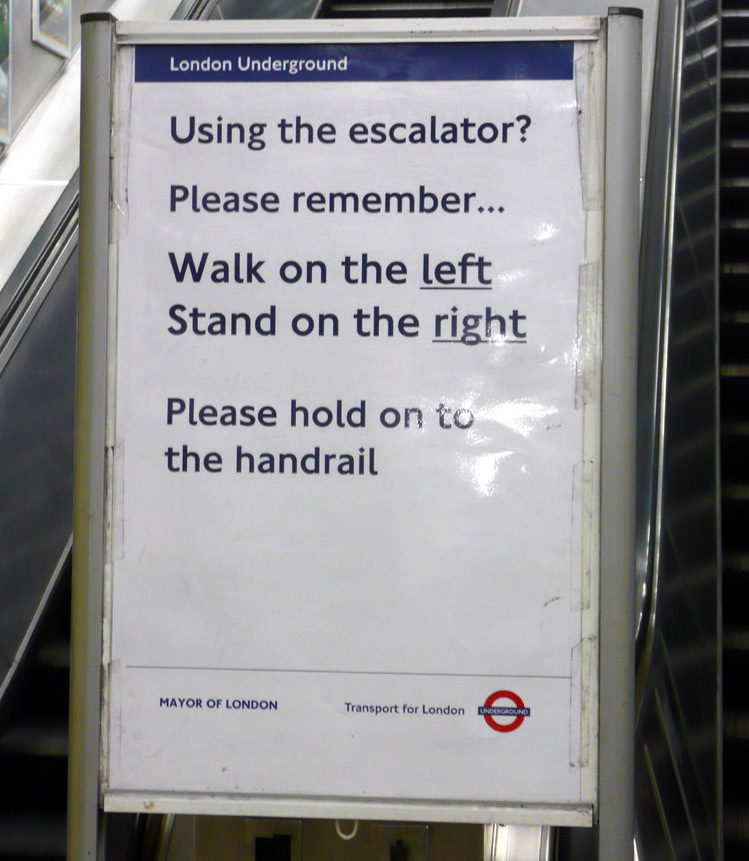 London Underground
Using the escalator?
Please remember...
Walk on the left
Stand on the right
Please hold on to
the handrail
MAYOR OF LONDON
Transport for London
UNDERGROUND